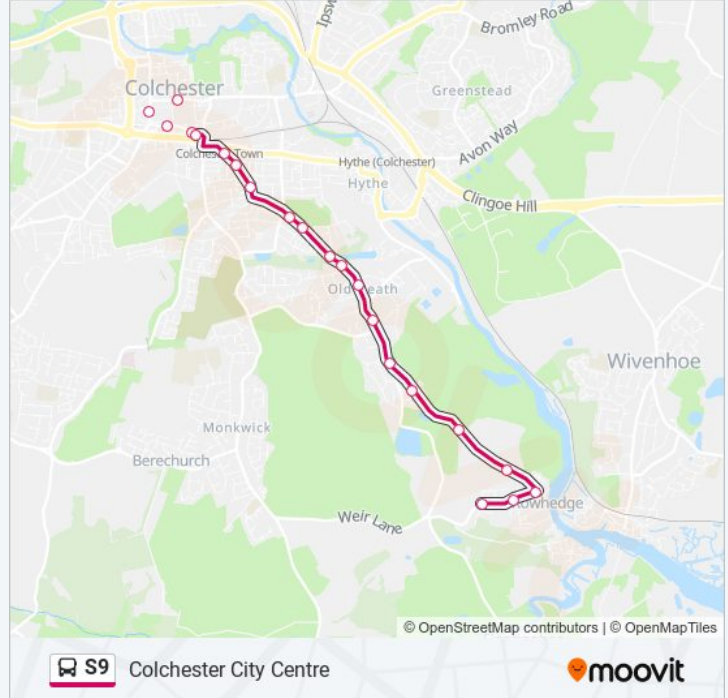 Ipsw
Bromley Road
Colchester
Greenstead
Avon Way
Colchester Town
Hythe (Colchester)
Hythe
Clingoe Hill
Old Heath
Wivenhoe
Monkwick
Berechurch
Weir Lane
Rowhedge
© OpenStreetMap contributors | © OpenMapTiles
S9 Colchester City Centre
moovit